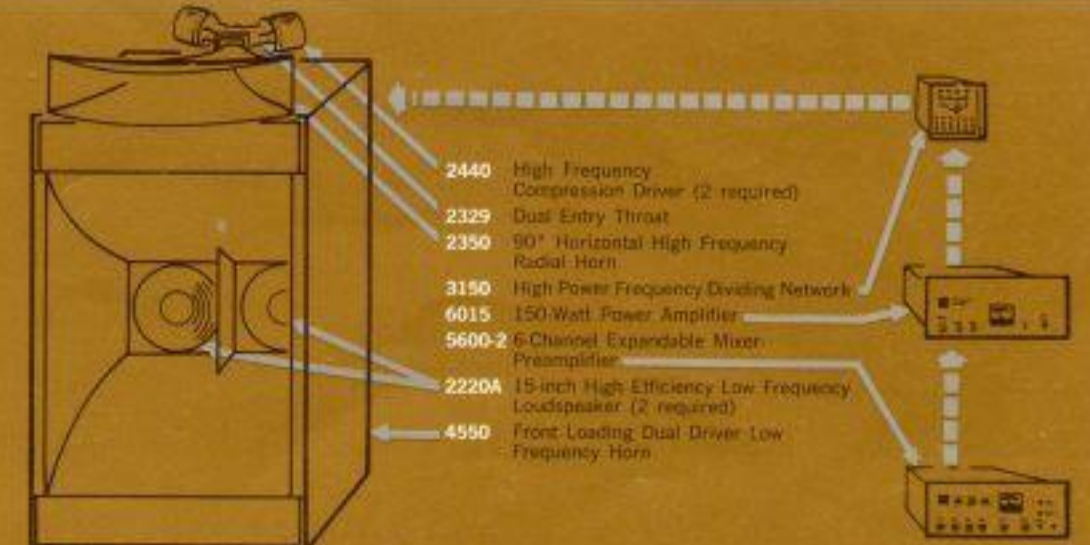 2440 High Frequency
Compression Driver (2 required)
2329 Dual Entry Throat
2350 90° Horizontal High Frequency
Radial Horn
3150 High Power Frequency Dividing Network
6015 150-Watt Power Amplifier
5600-2 6-Channel Expandable Mixer-
Preamplifier
2220A 15-inch High Efficiency Low Frequency
Loudspeaker (2 required)
4550 Front Loading Dual Driver Low
Frequency Horn